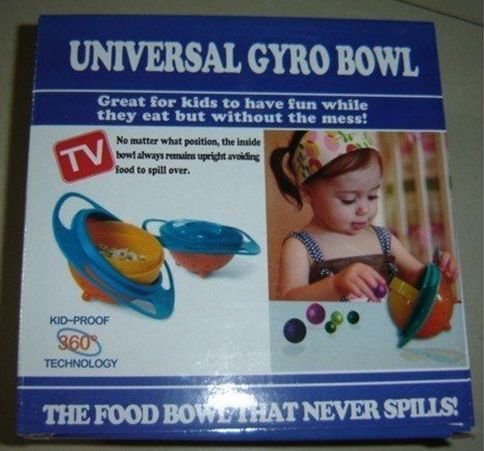 UNIVERSAL GYRO BOWL
Great for kids to have fun while
they eat but without the mess!
TV
No matter what position, the inside
bowl always remains upright avoiding
food to spill over.
KID~PROOF
360°
TECHNOLOGY
THE FOOD BOWL THAT NEVER SPILLS!